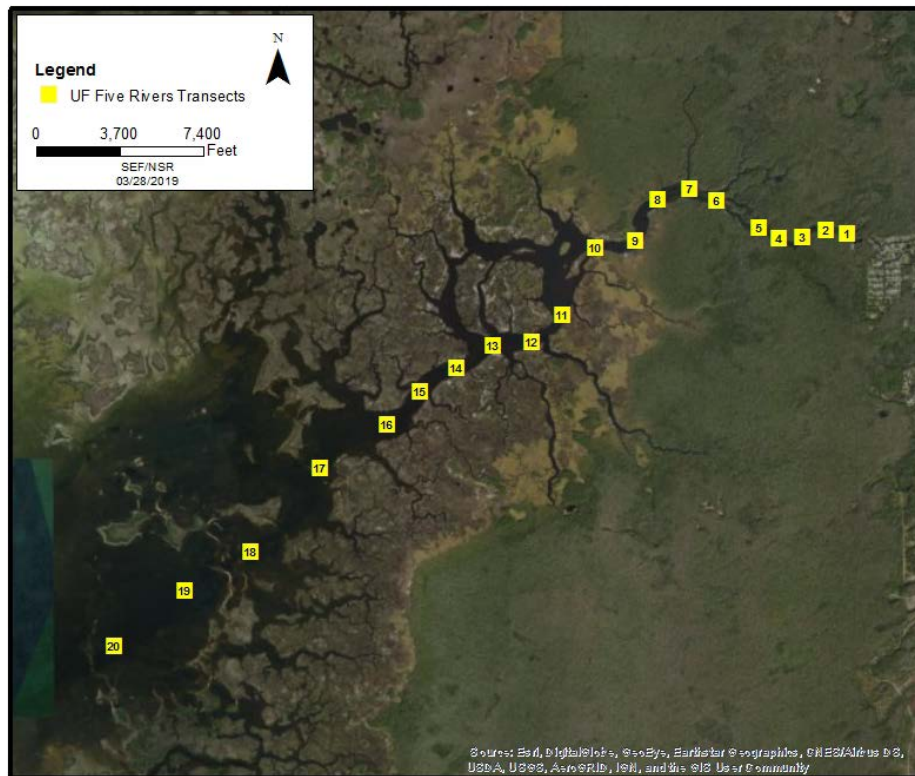 N
Legend
UF Five Rivers Transects
0 3,700 7,400
Feet
SEF/NSR
03/28/2019
7
8
6
5
2
1
4
3
9
10
11
12
13
14
15
16
17
18
19
20
Source: Esri, DigitalGlobe, GeoEye, Earthstar Geographics, CNES/Airbus DS,
USDA, USGS, AeroGRID, IGN, and the GIS User Community